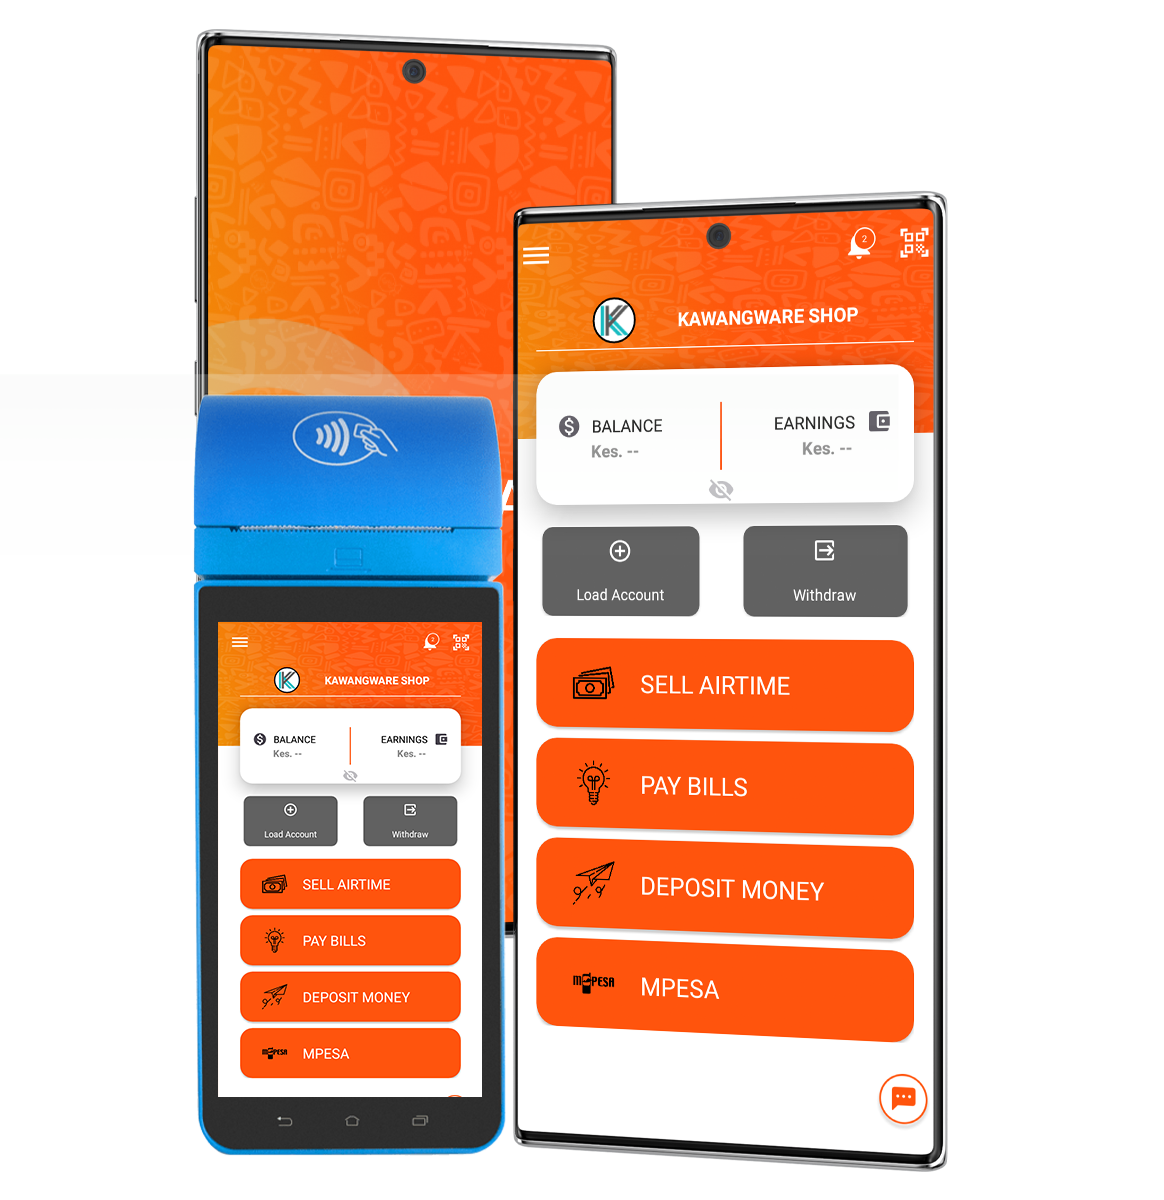 2
KAWANGWARE SHOP
BALANCE
Kes. --
EARNINGS
Kes. --
Load Account
Withdraw
SELL AIRTIME
PAY BILLS
DEPOSIT MONEY
MPESA
MPESA
A
2
KAWANGWARE SHOP
BALANCE
Kes. --
EARNINGS
Kes. --
Load Account
Withdraw
SELL AIRTIME
PAY BILLS
DEPOSIT MONEY
MPESA
MPESA